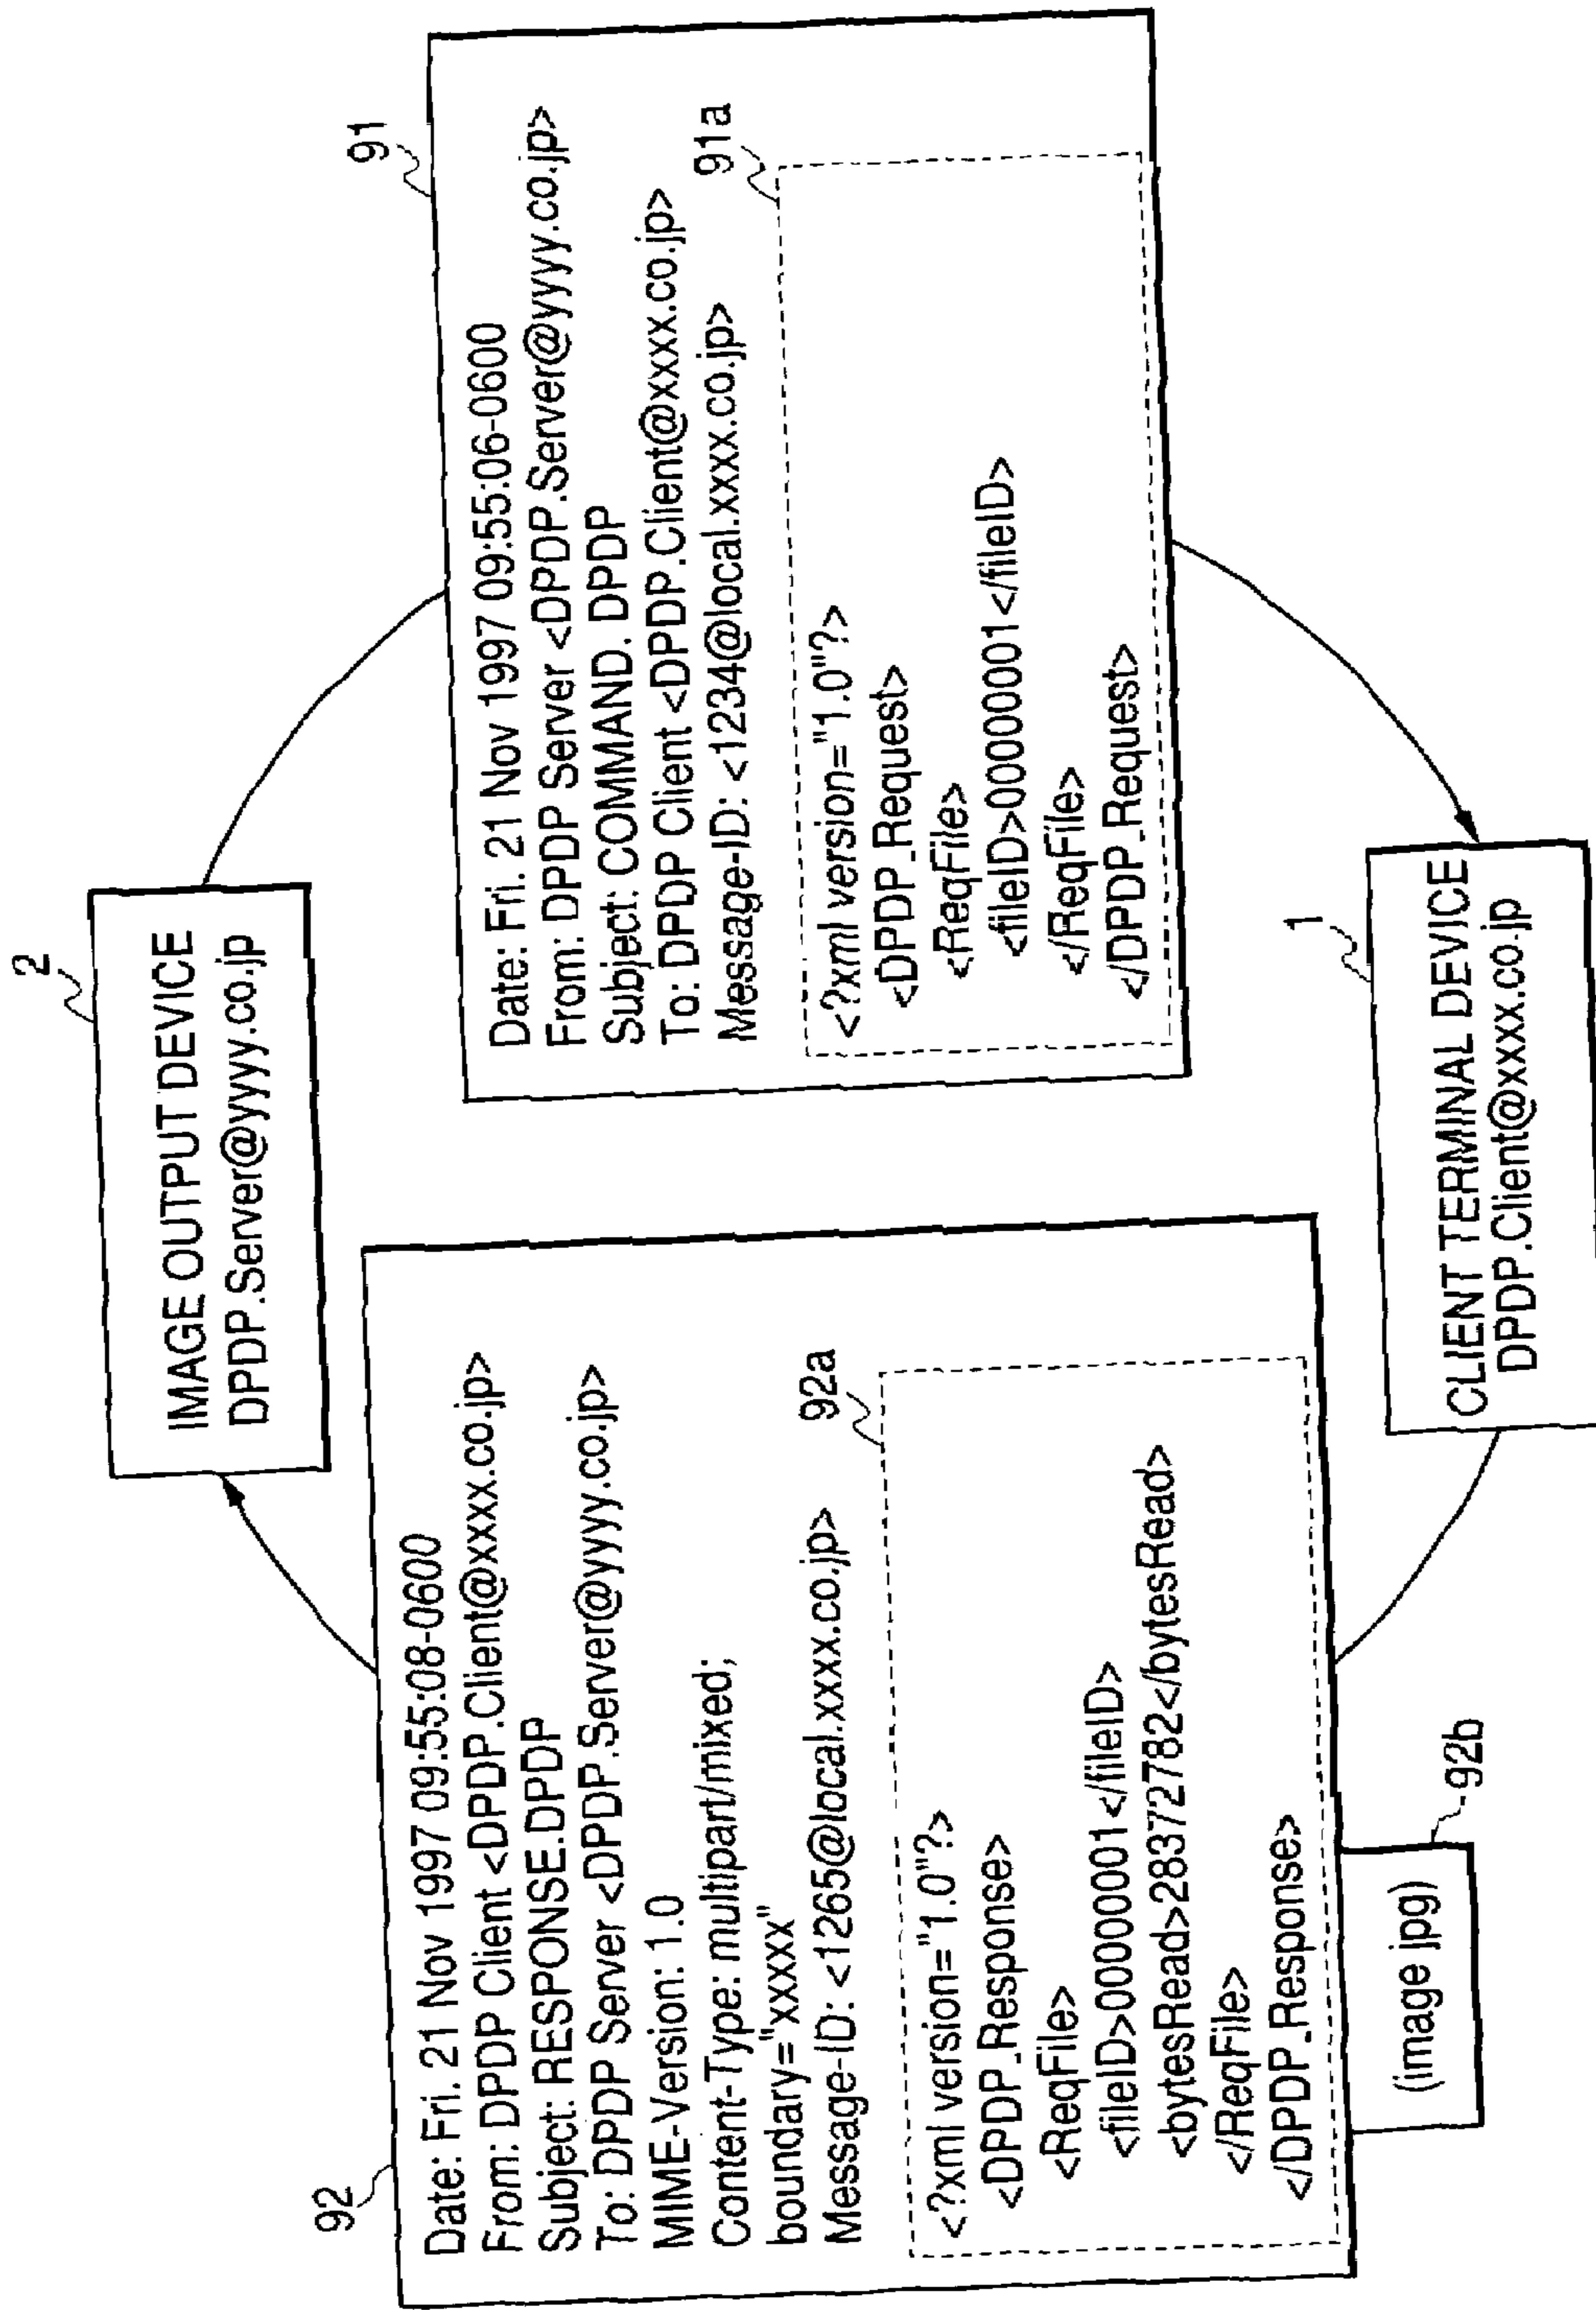 2
IMAGE OUTPUT DEVICE
DPDP.Server@yyyy.co.jp
92
Date: Fri. 21 Nov 1997 09:55:08-0600
From: DPDP Client <DPDP.Client@xxxx.co.jp>
Subject: RESPONSE.DPDP
To: DPDP Server <DPDP.Server@yyyy.co.jp>
MIME-Version: 1.0
Content-Type: multipart/mixed;
boundary="xxxxx"
Message-ID: <1265@local.xxxx.co.jp>
92a
<?xml version="1.0"?>
<DPDP_Response>
<ReqFile>
<fileID>00000001</fileID>
<bytesRead>28372782</bytesRead>
</ReqFile>
</DPDP_Response>
(image jpg)
92b
91
Date: Fri. 21 Nov 1997 09:55:06-0600
From: DPDP Server <DPDP.Server@yyyy.co.jp>
Subject: COMMAND. DPDP
To: DPDP Client <DPDP.Client@xxxx.co.jp>
Message-ID: <1234@local.xxxx.co.jp>
91a
<?xml version="1.0"?>
<DPDP_Request>
<ReqFile>
<fileID>00000001</fileID>
</ReqFile>
</DPDP_Request>
1
CLIENT TERMINAL DEVICE
DPDP.Client@xxxx.co.jp